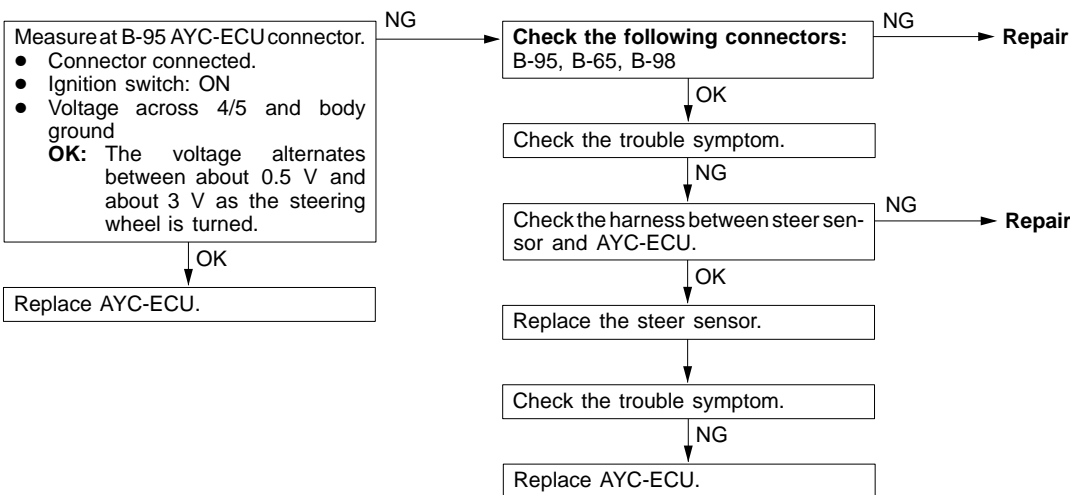 Measure at B-95 AYC-ECU connector.
● Connector connected.
● Ignition switch: ON
● Voltage across 4/5 and body
ground
OK: The voltage alternates
between about 0.5 V and
about 3 V as the steering
wheel is turned.
OK
Replace AYC-ECU.
NG
Check the following connectors:
B-95, B-65, B-98
NG
Repair
OK
Check the trouble symptom.
NG
Check the harness between steer sen-
sor and AYC-ECU.
NG
Repair
OK
Replace the steer sensor.
Check the trouble symptom.
NG
Replace AYC-ECU.